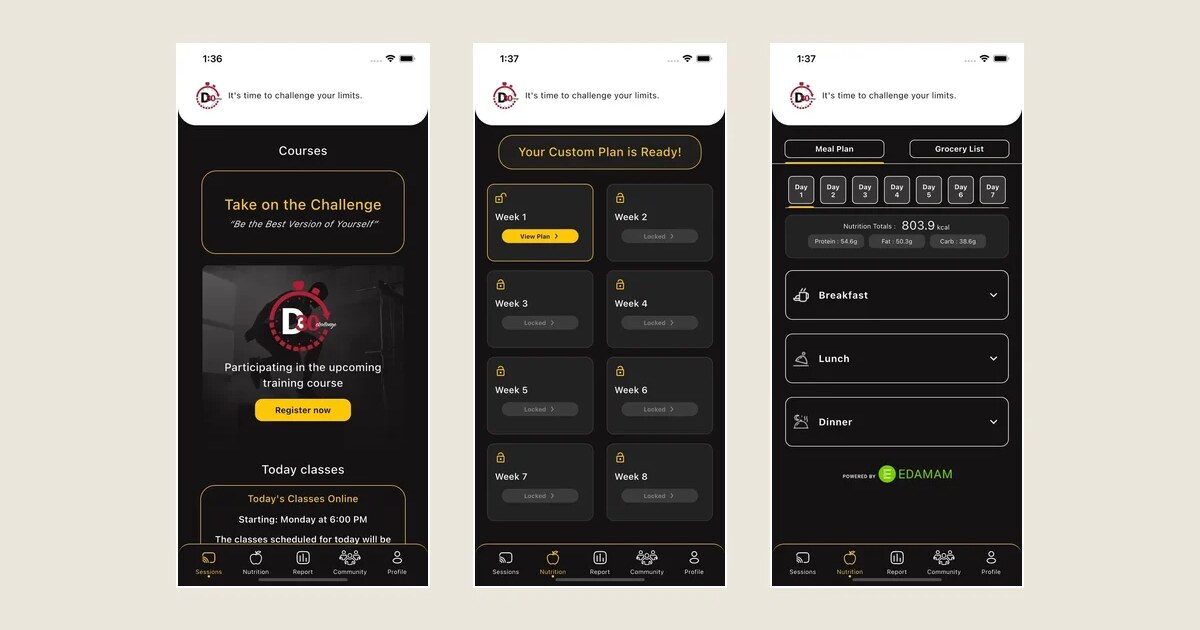 1:36
D30
It's time to challenge your limits.
Courses
Take on the Challenge
"Be the Best Version of Yourself"
D30 challenge
Participating in the upcoming
training course
Register now
Today classes
Today's Classes Online
Starting: Monday at 6:00 PM
The classes scheduled for today will be
Sessions Nutrition Report Community Profile
1:37
D30
It's time to challenge your limits.
Your Custom Plan is Ready!
Week 1 Week 2
View Plan > Locked >
Week 3 Week 4
Locked > Locked >
Week 5 Week 6
Locked > Locked >
Week 7 Week 8
Locked > Locked >
Sessions Nutrition Report Community Profile
1:37
D30
It's time to challenge your limits.
Meal Plan Grocery List
Day Day Day Day Day Day Day
1 2 3 4 5 6 7
Nutrition Totals : 803.9 kcal
Protein : 54.6g Fat : 50.3g Carb : 38.6g
Breakfast
Lunch
Dinner
POWERED BY E EDAMAM
Sessions Nutrition Report Community Profile